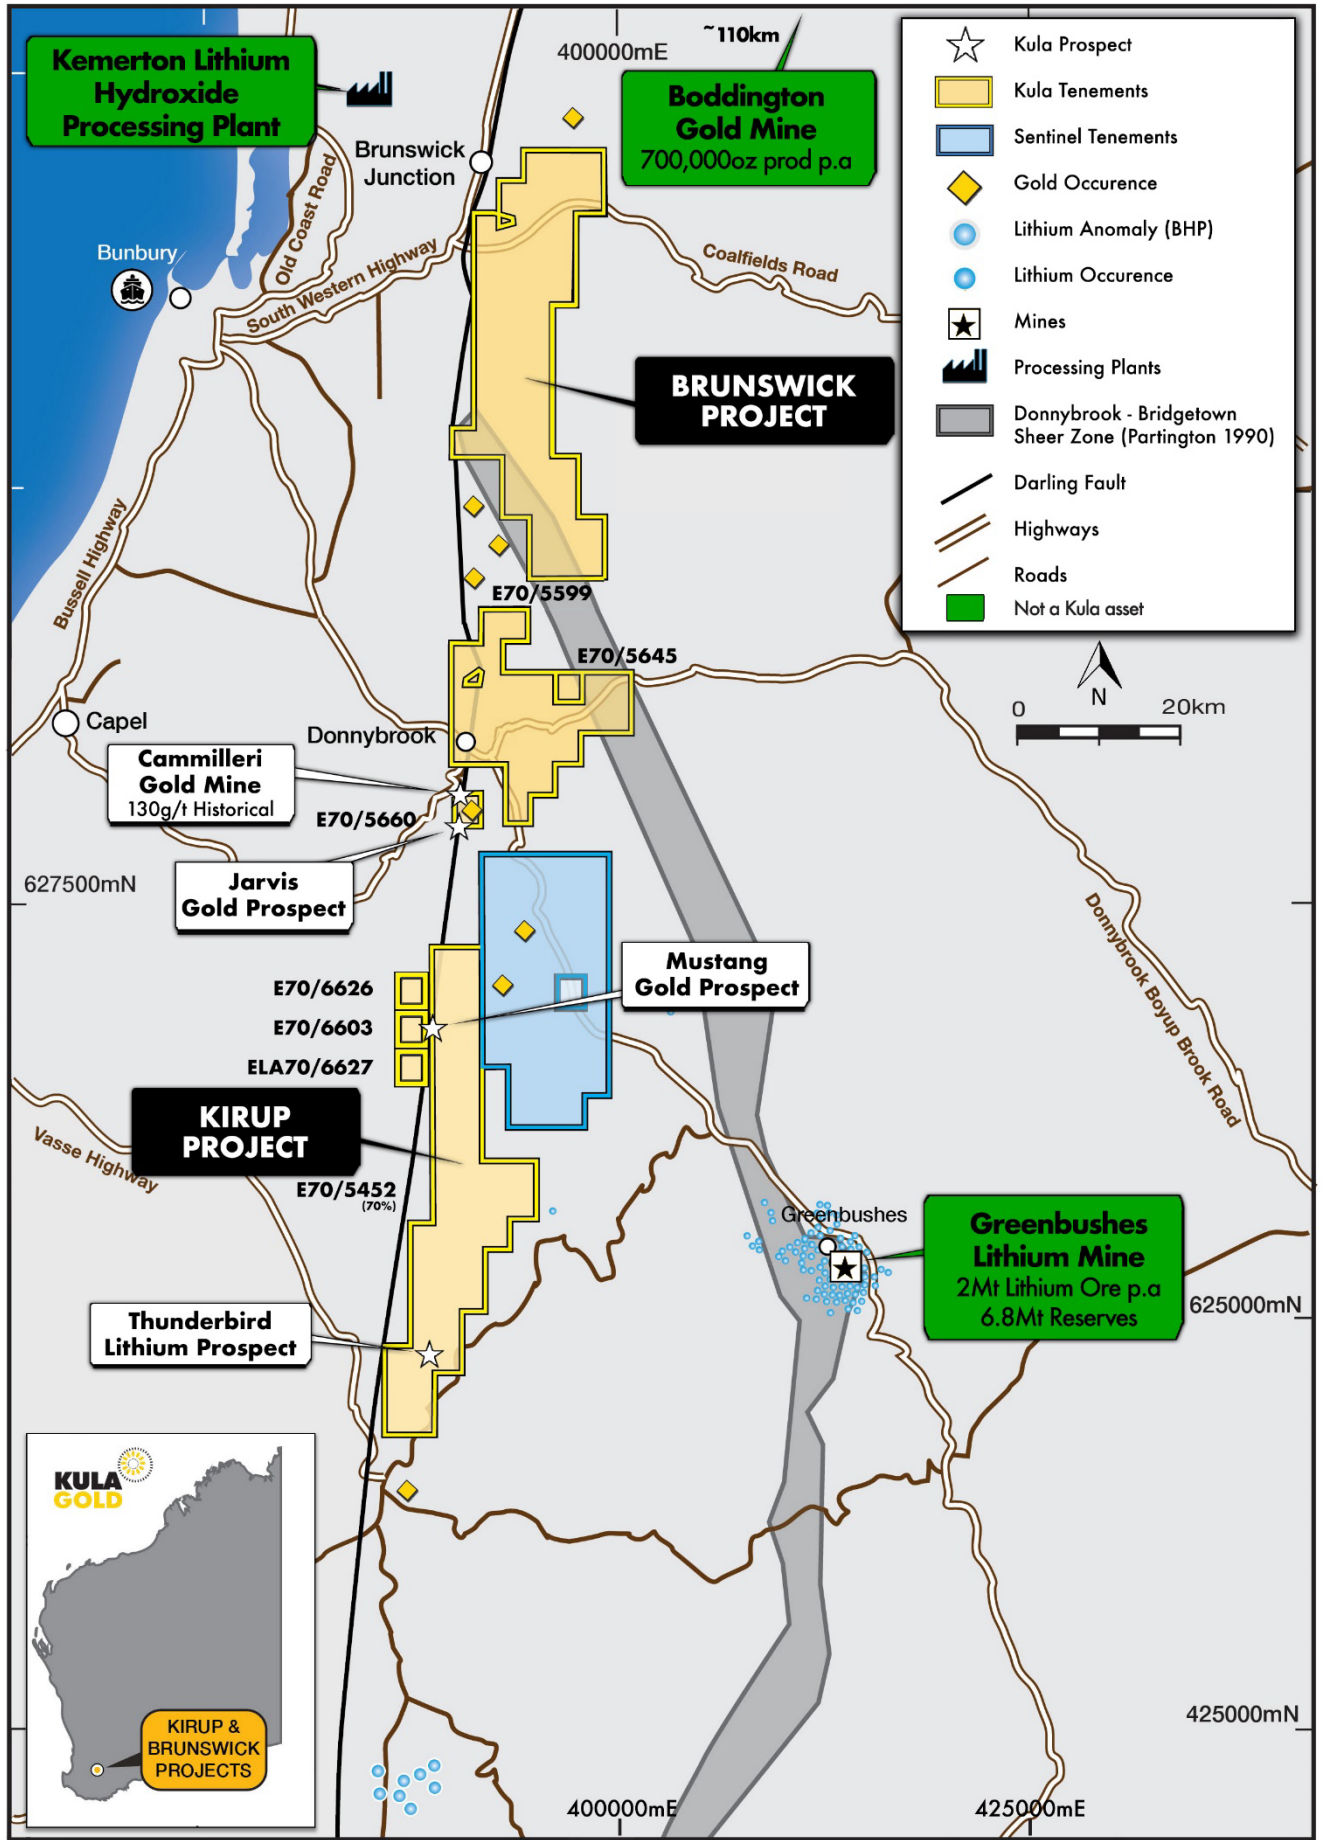 ~110km
400000mE
Kemerton Lithium
Hydroxide
Processing Plant
Boddington
Gold Mine
700,000oz prod p.a
Kula Prospect
Kula Tenements
Sentinel Tenements
Gold Occurence
Lithium Anomaly (BHP)
Lithium Occurence
Mines
Processing Plants
Donnybrook - Bridgetown
Sheer Zone (Partington 1990)
Darling Fault
Highways
Roads
Not a Kula asset
Brunswick
Junction
Old Coast Road
South Western Highway
Coalfields Road
Bunbury
BRUNSWICK
PROJECT
Bussell Highway
E70/5599
E70/5645
N
0 20km
Capel
Donnybrook
Cammilleri
Gold Mine
130g/t Historical
E70/5660
Jarvis
Gold Prospect
627500mN
Donnybrook Boyup Brook Road
Mustang
Gold Prospect
E70/6626
E70/6603
ELA70/6627
KIRUP
PROJECT
Vasse Highway
E70/5452
(70%)
Greenbushes
Greenbushes
Lithium Mine
2Mt Lithium Ore p.a
6.8Mt Reserves
625000mN
Thunderbird
Lithium Prospect
KULA
GOLD
KIRUP &
BRUNSWICK
PROJECTS
425000mN
400000mE
425000mE